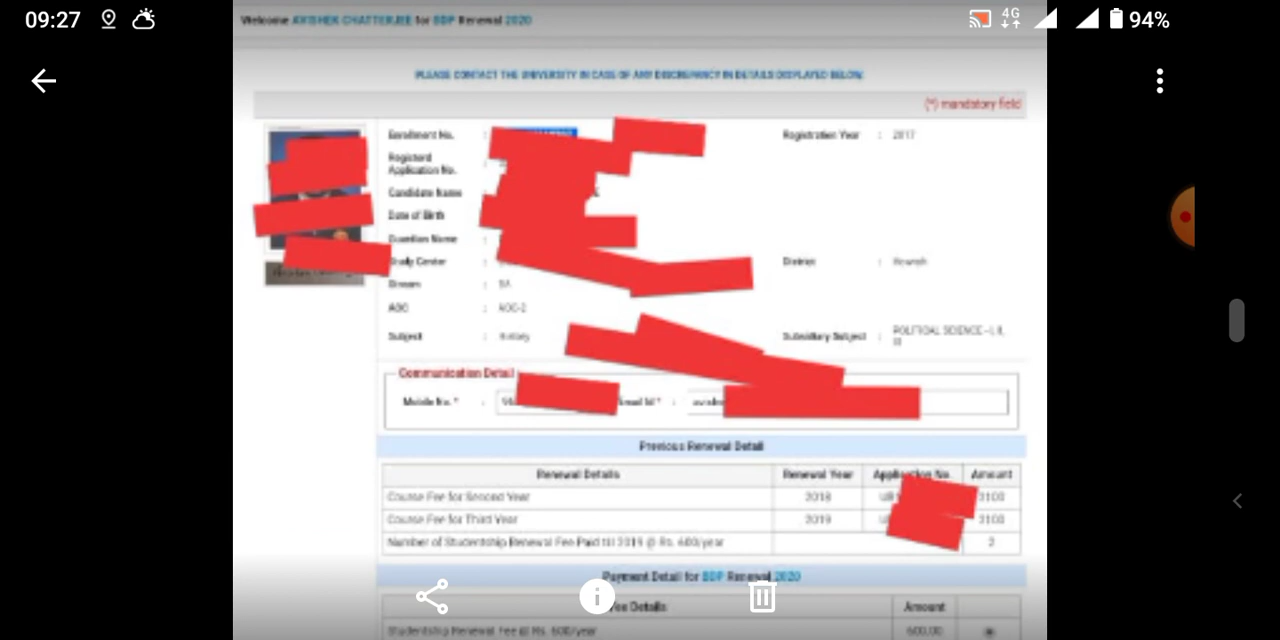 09:27
4G
94%
Welcome AVISHEK CHATTERJEE for BDP Renewal 2020
PLEASE CONTACT THE UNIVERSITY IN CASE OF ANY DISCREPANCY IN DETAILS DISPLAYED BELOW.
(*) mandatory field
Enrollment No. :
Registration Year : 2017
Registerd
Application No. :
Candidate Name :
Date of Birth :
Guardian Name :
Study Center :
District : Howrah
Stream : BA
AOC : AOC-2
Subject : History
Subsidiary Subject : POLITICAL SCIENCE - I, II,
III
Communication Detail
Mobile No. * :
Email Id * :
Previous Renewal Detail
Renewal Details Renewal Year Application No. Amount
Course Fee for Second Year 2018 2100
Course Fee for Third Year 2019 2100
Number of Studentship Renewal Fee Paid till 2019 @ Rs. 600/year 2
Payment Detail for BDP Renewal 2020
Fee Details Amount
Studentship Renewal Fee @ Rs. 600/year 600.00